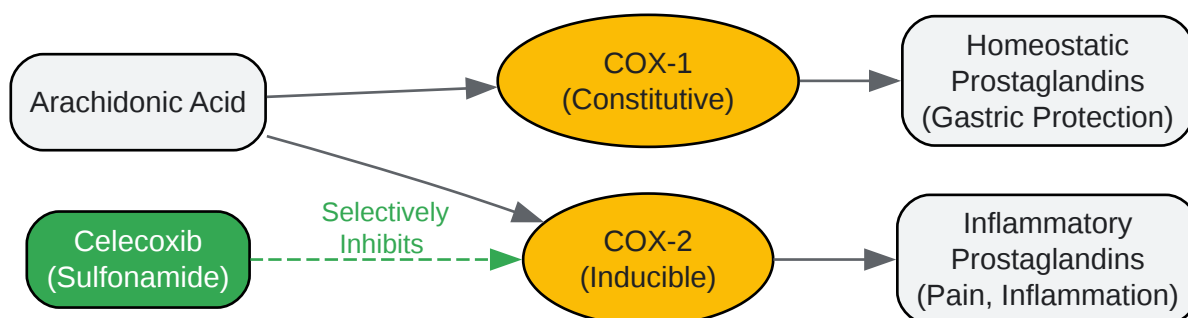 Arachidonic Acid
COX-1
(Constitutive)
Homeostatic
Prostaglandins
(Gastric Protection)
Celecoxib
(Sulfonamide)
Selectively
Inhibits
COX-2
(Inducible)
Inflammatory
Prostaglandins
(Pain, Inflammation)